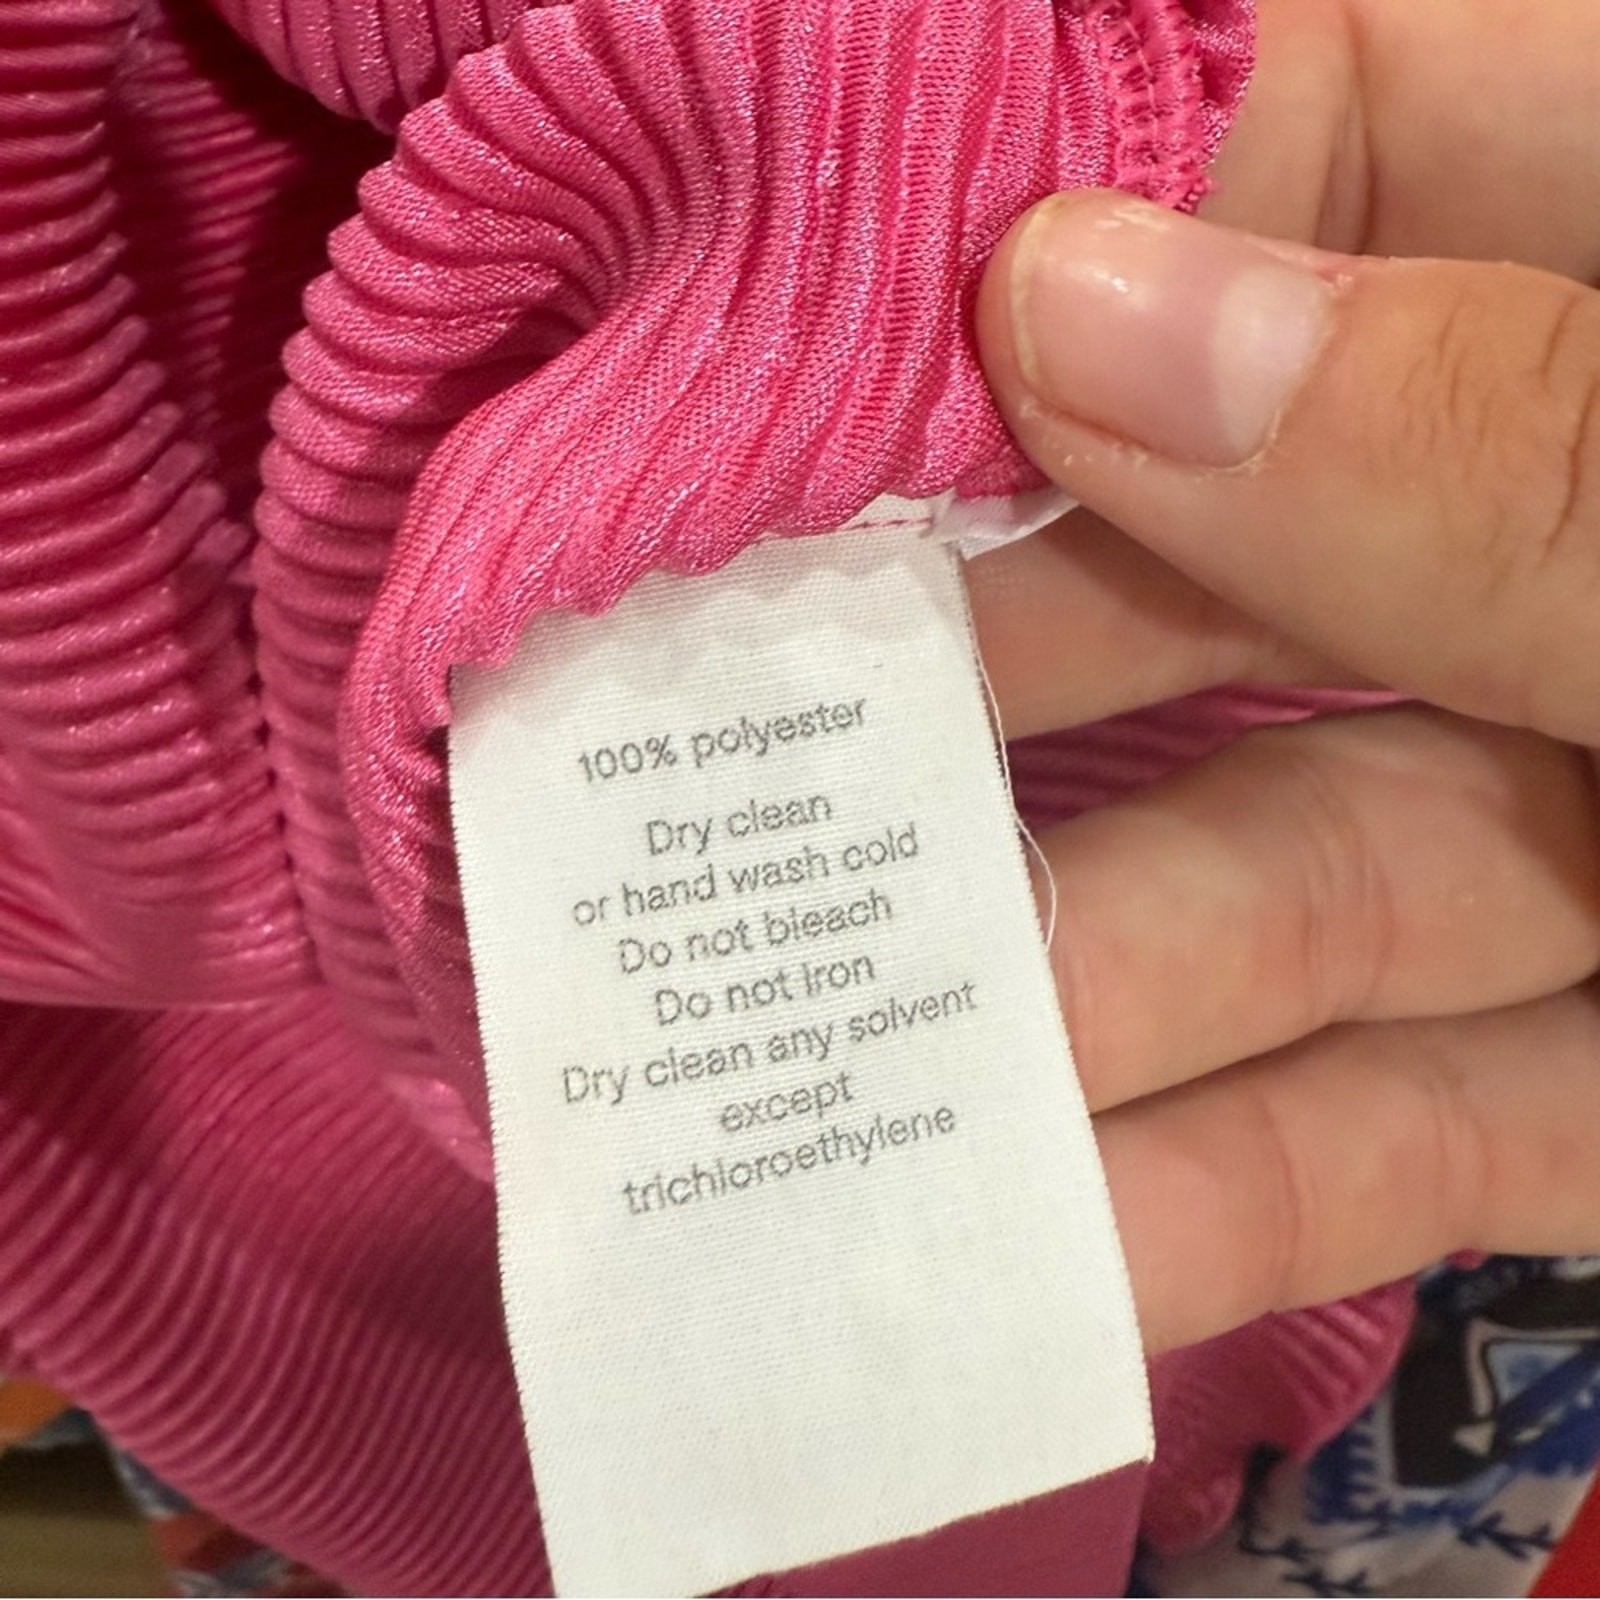 100% polyester
Dry clean
or hand wash cold
Do not bleach
Do not iron
Dry clean any solvent
except
trichloroethylene